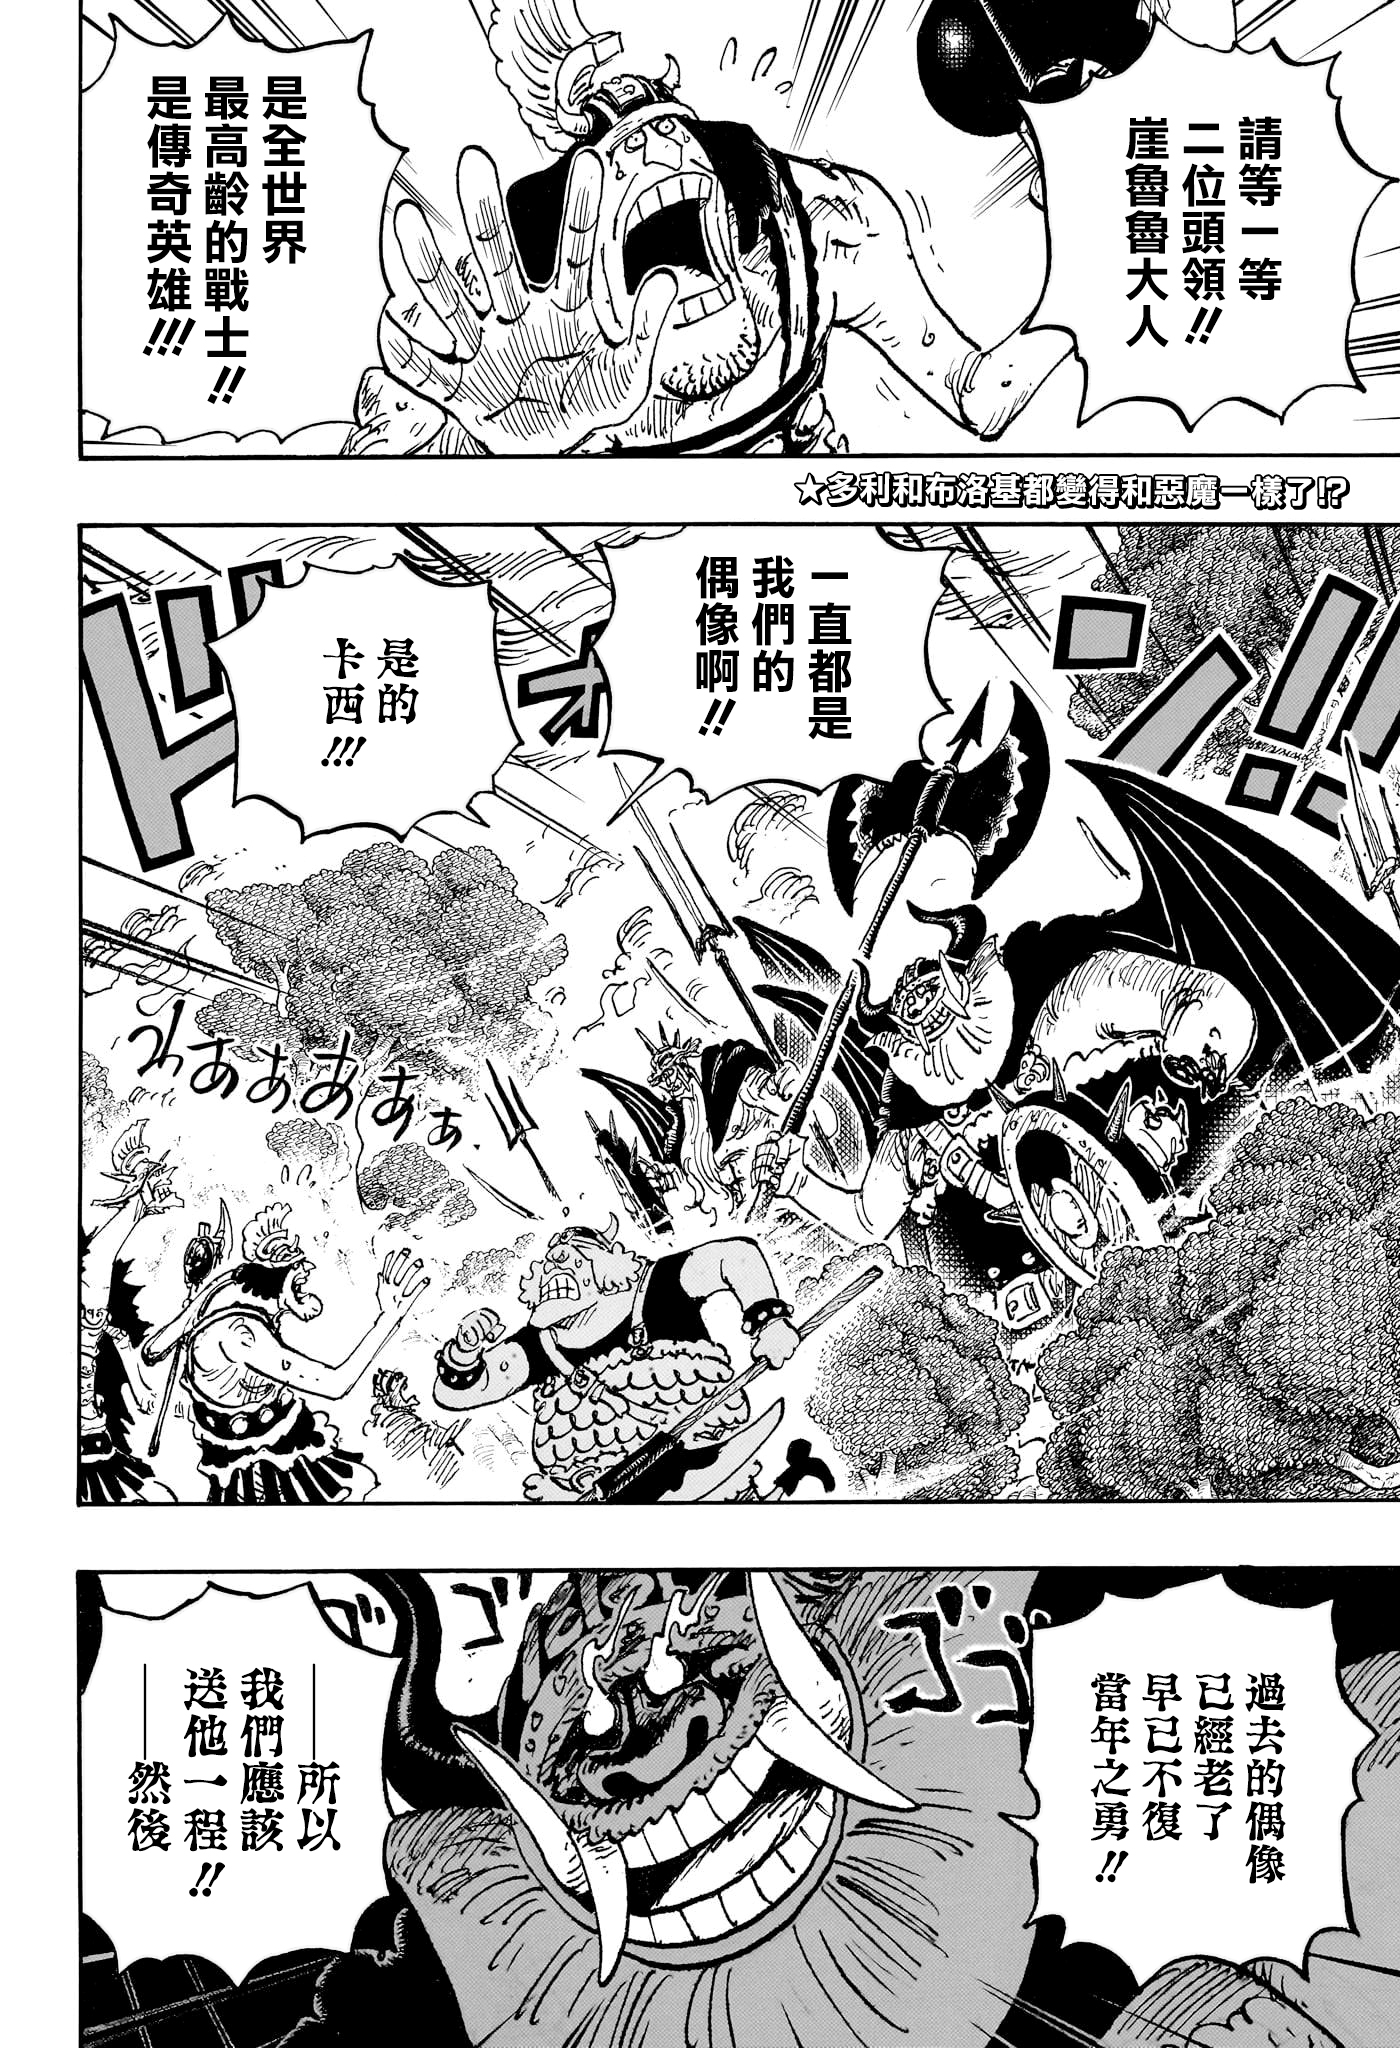 請等一等
二位頭領!!
崖魯魯大人
是全世界
最高齡的戰士!!
是傳奇英雄!!!
★多利和布洛基都變得和惡魔一樣了!?
一直都是
我們的
偶像啊!!
是的
卡西!!!
ドォン!!!
わああああぁ
過去的偶像
已經老了
早已不復
當年之勇!!
ゴゴ
ゴゴ
——所以
我們應該
送他一程!!
——然後